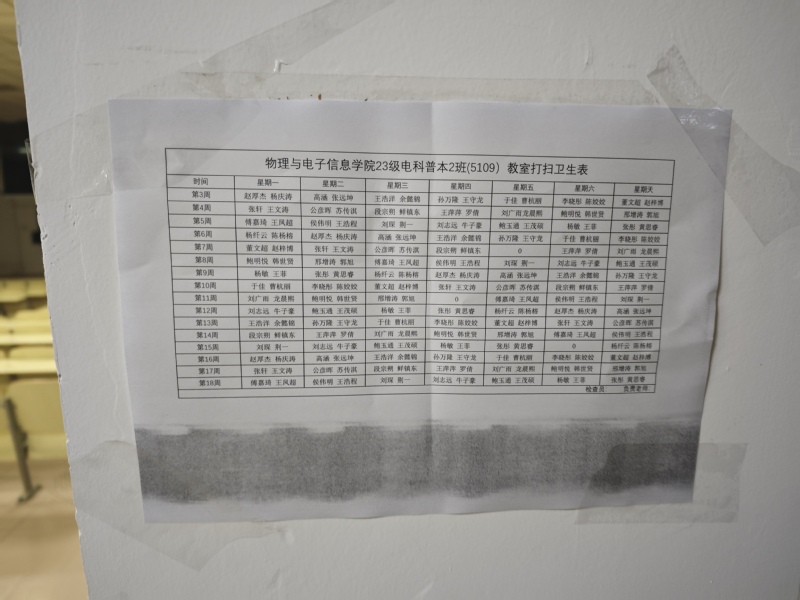 物理与电子信息学院23级电科普本2班(5109) 教室打扫卫生表
时间 星期一 星期二 星期三 星期四 星期五 星期六 星期天
第3周 赵厚杰 杨庆涛 高涵 张远坤 王浩洋 余懿锦 孙万隆 王守龙 于佳 曹杭丽 李晓彤 陈姣姣 董文超 赵梓博
第4周 张轩 王文涛 公彦晖 苏传淇 段宗朔 鲜镇东 王萍萍 罗倩 刘广雨 龙晨熙 鲍明悦 韩世贤 邢增涛 郭旭
第5周 傅嘉琦 王凤超 侯伟明 王浩程 刘琛 荆一 刘志远 牛子豪 鲍玉通 王茂硕 杨敏 王菲 张彤 黄思睿
第6周 杨纤云 陈杨榕 赵厚杰 杨庆涛 高涵 张远坤 王浩洋 余懿锦 孙万隆 王守龙 于佳 曹杭丽 李晓彤 陈姣姣
第7周 董文超 赵梓博 张轩 王文涛 公彦晖 苏传淇 段宗朔 鲜镇东 0 王萍萍 罗倩 刘广雨 龙晨熙
第8周 鲍明悦 韩世贤 邢增涛 郭旭 傅嘉琦 王凤超 侯伟明 王浩程 刘琛 荆一 刘志远 牛子豪 鲍玉通 王茂硕
第9周 杨敏 王菲 张彤 黄思睿 杨纤云 陈杨榕 赵厚杰 杨庆涛 高涵 张远坤 王浩洋 余懿锦 孙万隆 王守龙
第10周 于佳 曹杭丽 李晓彤 陈姣姣 董文超 赵梓博 张轩 王文涛 公彦晖 苏传淇 段宗朔 鲜镇东 王萍萍 罗倩
第11周 刘广雨 龙晨熙 鲍明悦 韩世贤 邢增涛 郭旭 0 傅嘉琦 王凤超 侯伟明 王浩程 刘琛 荆一
第12周 刘志远 牛子豪 鲍玉通 王茂硕 杨敏 王菲 张彤 黄思睿 杨纤云 陈杨榕 赵厚杰 杨庆涛 高涵 张远坤
第13周 王浩洋 余懿锦 孙万隆 王守龙 于佳 曹杭丽 李晓彤 陈姣姣 董文超 赵梓博 张轩 王文涛 公彦晖 苏传淇
第14周 段宗朔 鲜镇东 王萍萍 罗倩 刘广雨 龙晨熙 鲍明悦 韩世贤 邢增涛 郭旭 傅嘉琦 王凤超 侯伟明 王浩程
第15周 刘琛 荆一 刘志远 牛子豪 鲍玉通 王茂硕 杨敏 王菲 张彤 黄思睿 0 杨纤云 陈杨榕
第16周 赵厚杰 杨庆涛 高涵 张远坤 王浩洋 余懿锦 孙万隆 王守龙 于佳 曹杭丽 李晓彤 陈姣姣 董文超 赵梓博
第17周 张轩 王文涛 公彦晖 苏传淇 段宗朔 鲜镇东 王萍萍 罗倩 刘广雨 龙晨熙 鲍明悦 韩世贤 邢增涛 郭旭
第18周 傅嘉琦 王凤超 侯伟明 王浩程 刘琛 荆一 刘志远 牛子豪 鲍玉通 王茂硕 杨敏 王菲 张彤 黄思睿
检查员 负责老师